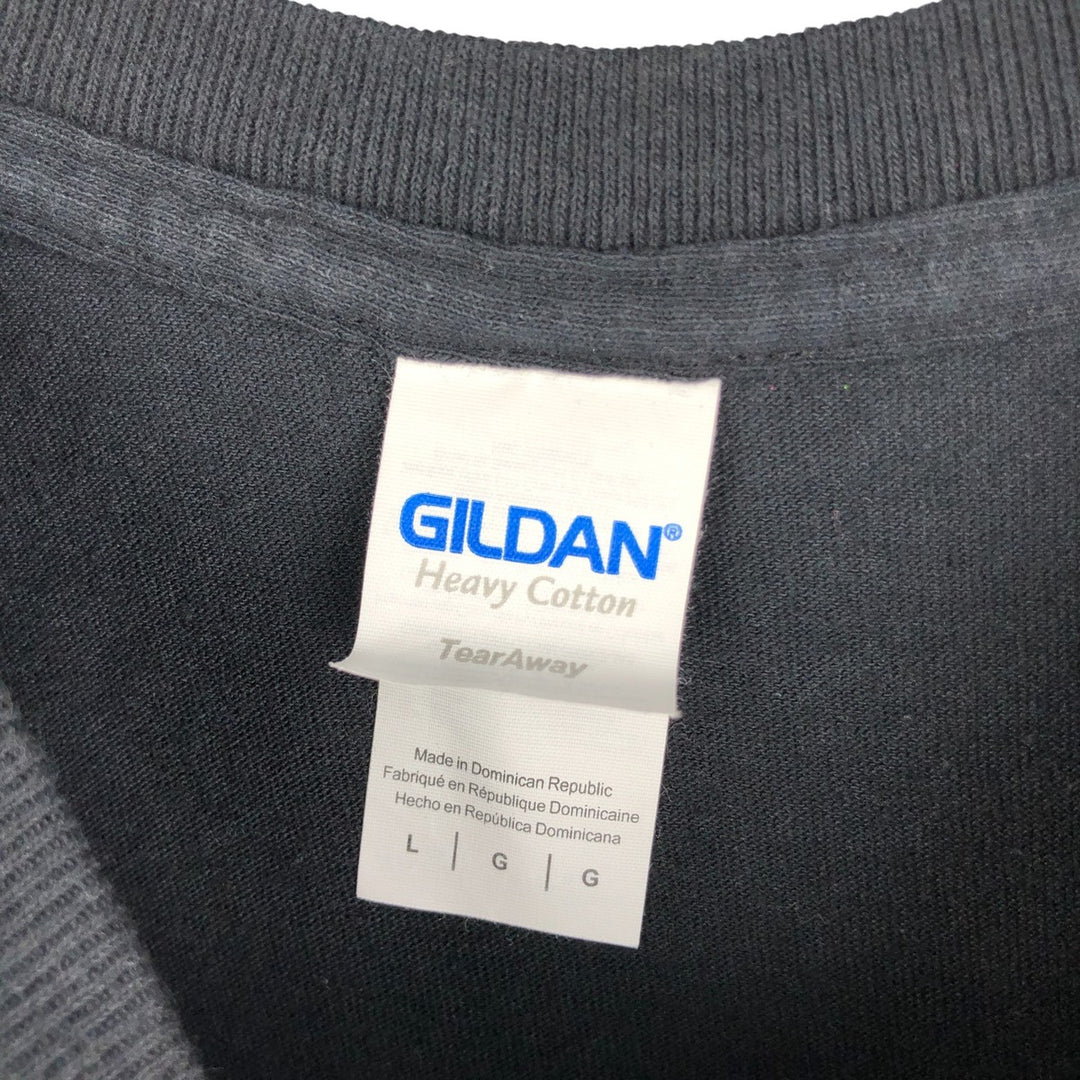 GILDAN®
Heavy Cotton
TearAway
Made in Dominican Republic
Fabriqué en République Dominicaine
Hecho en República Dominicana
L | G | G